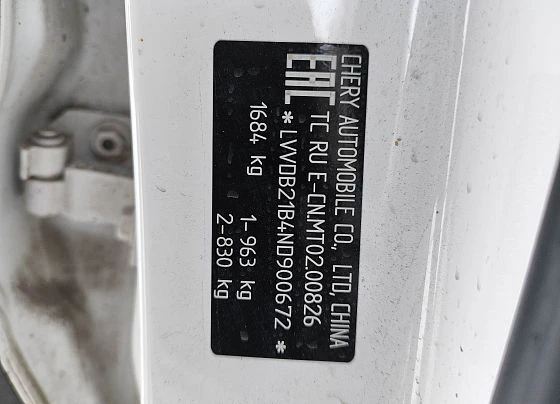 CHERY AUTOMOBILE CO., LTD, CHINA
EAC TC RU E-CN.MT02.00826
*LVVDB21B4ND900672*
1684 kg
1-963 kg
2-830 kg